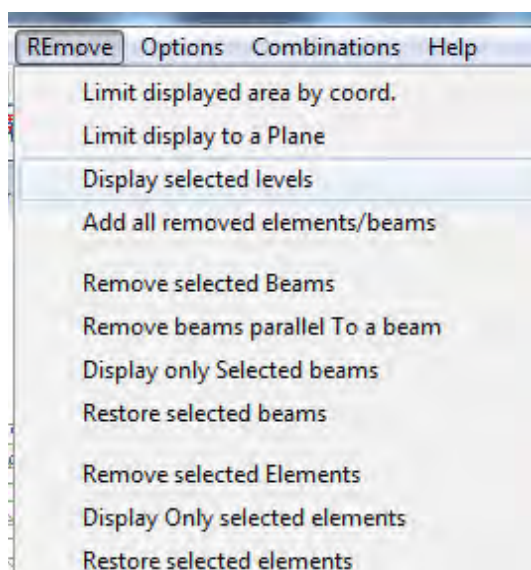 REmove Options Combinations Help
Limit displayed area by coord.
Limit display to a Plane
Display selected levels
Add all removed elements/beams
Remove selected Beams
Remove beams parallel To a beam
Display only Selected beams
Restore selected beams
Remove selected Elements
Display Only selected elements
Restore selected elements